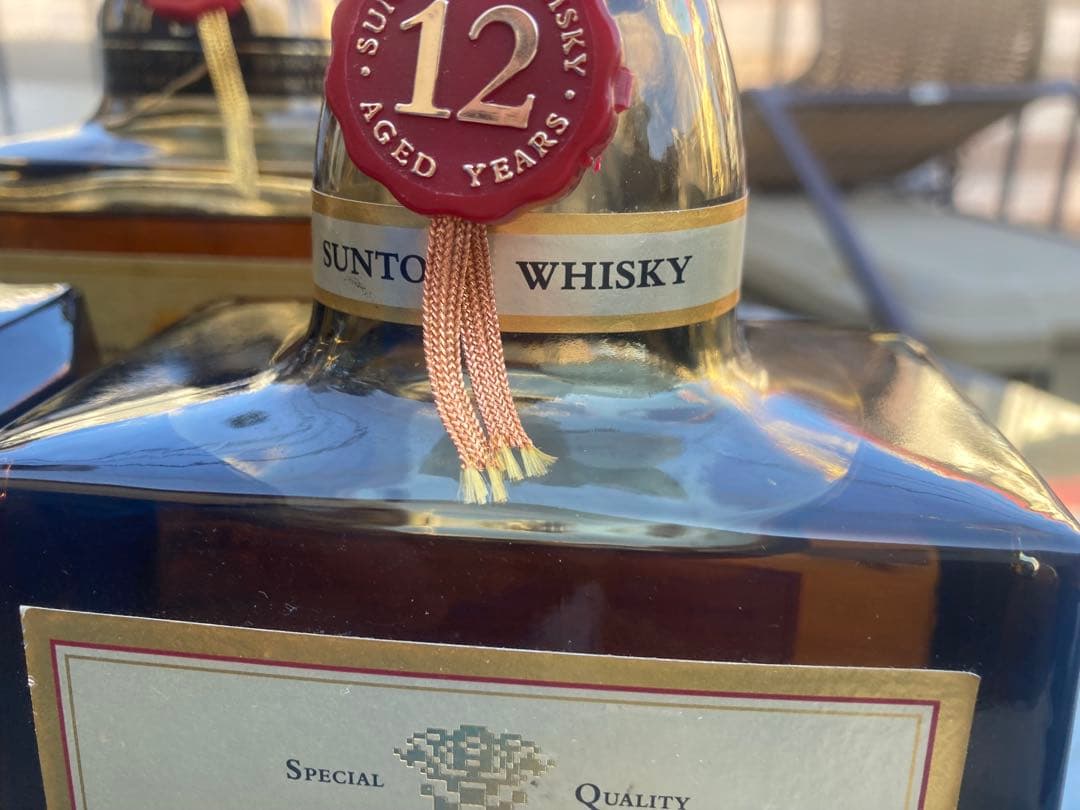 12
AGED YEARS
SUNTO WHISKY
SPECIAL QUALITY